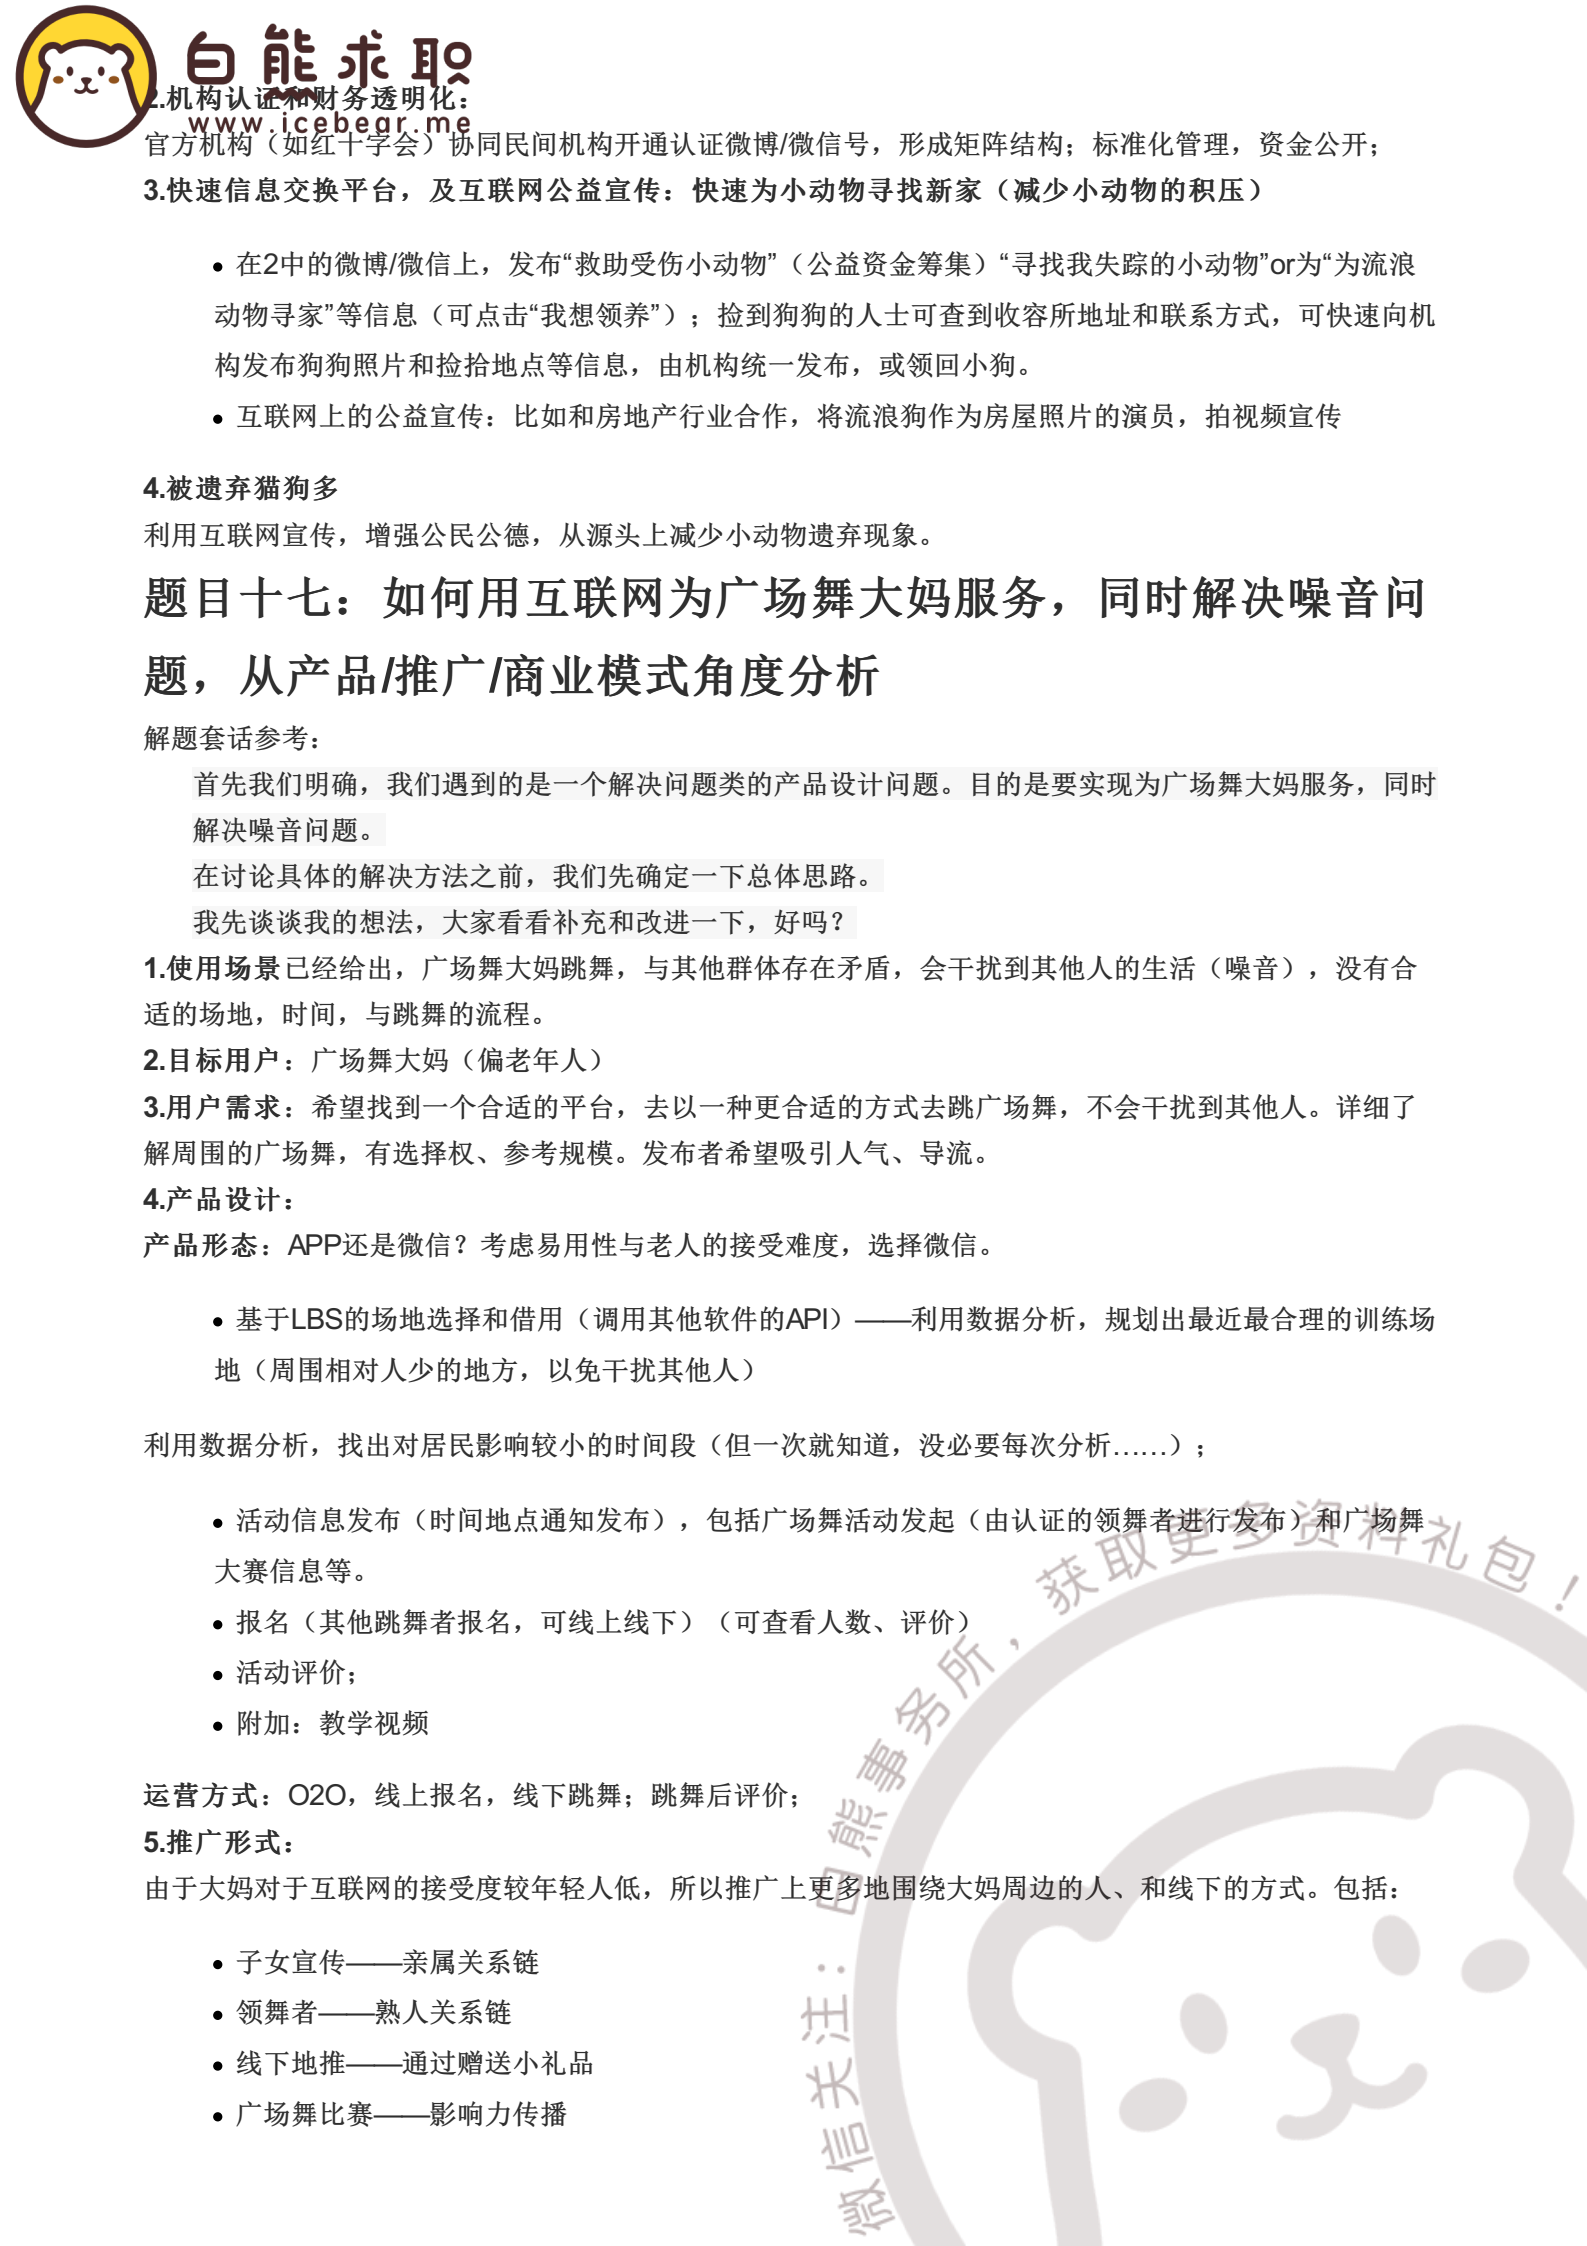 白熊求职
www.icebear.me
2.机构认证和财务透明化：
官方机构（如红十字会）协同民间机构开通认证微博/微信号，形成矩阵结构；标准化管理，资金公开；
3.快速信息交换平台，及互联网公益宣传：快速为小动物寻找新家（减少小动物的积压）
● 在2中的微博/微信上，发布“救助受伤小动物”（公益资金筹集）“寻找我失踪的小动物”or为“为流浪
动物寻家”等信息（可点击“我想领养”）；捡到狗狗的人士可查到收容所地址和联系方式，可快速向机
构发布狗狗照片和捡拾地点等信息，由机构统一发布，或领回小狗。
● 互联网上的公益宣传：比如和房地产行业合作，将流浪狗作为房屋照片的演员，拍视频宣传
4.被遗弃猫狗多
利用互联网宣传，增强公民公德，从源头上减少小动物遗弃现象。
题目十七：如何用互联网为广场舞大妈服务，同时解决噪音问
题，从产品/推广/商业模式角度分析
解题套话参考：
首先我们明确，我们遇到的是一个解决问题类的产品设计问题。目的是要实现为广场舞大妈服务，同时
解决噪音问题。
在讨论具体的解决方法之前，我们先确定一下总体思路。
我先谈谈我的想法，大家看看补充和改进一下，好吗？
1.使用场景已经给出，广场舞大妈跳舞，与其他群体存在矛盾，会干扰到其他人的生活（噪音），没有合
适的场地，时间，与跳舞的流程。
2.目标用户：广场舞大妈（偏老年人）
3.用户需求：希望找到一个合适的平台，去以一种更合适的方式去跳广场舞，不会干扰到其他人。详细了
解周围的广场舞，有选择权、参考规模。发布者希望吸引人气、导流。
4.产品设计：
产品形态：APP还是微信？考虑易用性与老人的接受难度，选择微信。
● 基于LBS的场地选择和借用（调用其他软件的API）——利用数据分析，规划出最近最合理的训练场
地（周围相对人少的地方，以免干扰其他人）
利用数据分析，找出对居民影响较小的时间段（但一次就知道，没必要每次分析……）；
● 活动信息发布（时间地点通知发布），包括广场舞活动发起（由认证的领舞者进行发布）和广场舞
大赛信息等。
● 报名（其他跳舞者报名，可线上线下）（可查看人数、评价）
● 活动评价；
● 附加：教学视频
运营方式：O2O，线上报名，线下跳舞；跳舞后评价；
5.推广形式：
由于大妈对于互联网的接受度较年轻人低，所以推广上更多地围绕大妈周边的人、和线下的方式。包括：
● 子女宣传——亲属关系链
● 领舞者——熟人关系链
● 线下地推——通过赠送小礼品
● 广场舞比赛——影响力传播
微信关注：白熊事务所，获取更多资料礼包！